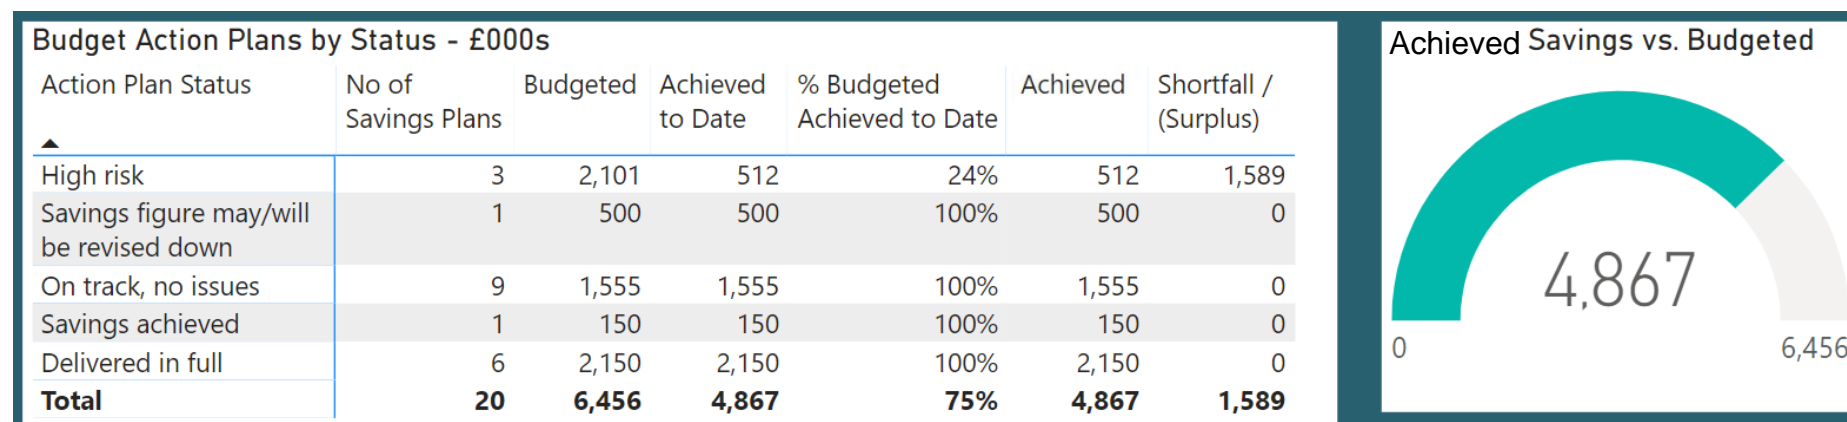 Budget Action Plans by Status - £000s
Action Plan Status No of Savings Plans Budgeted Achieved to Date % Budgeted Achieved to Date Achieved Shortfall / (Surplus)
High risk 3 2,101 512 24% 512 1,589
Savings figure may/will be revised down 1 500 500 100% 500 0
On track, no issues 9 1,555 1,555 100% 1,555 0
Savings achieved 1 150 150 100% 150 0
Delivered in full 6 2,150 2,150 100% 2,150 0
Total 20 6,456 4,867 75% 4,867 1,589
Achieved Savings vs. Budgeted
4,867
0 6,456